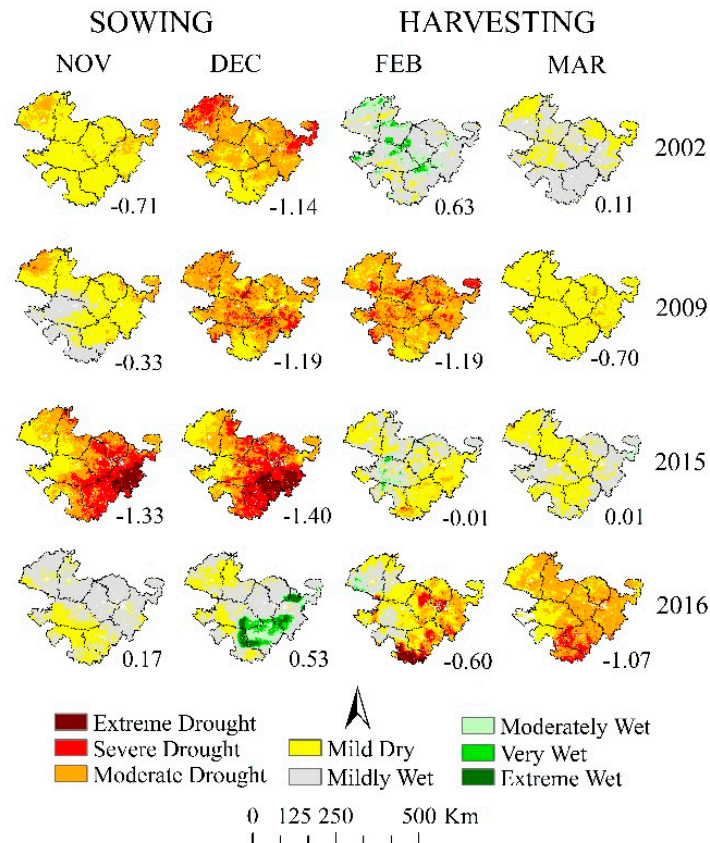 SOWING HARVESTING
NOV DEC FEB MAR
2002
-0.71 -1.14 0.63 0.11
2009
-0.33 -1.19 -1.19 -0.70
2015
-1.33 -1.40 -0.01 0.01
2016
0.17 0.53 -0.60 -1.07
Extreme Drought Moderately Wet
Severe Drought Mild Dry Very Wet
Moderate Drought Mildly Wet Extreme Wet
0 125 250 500 Km